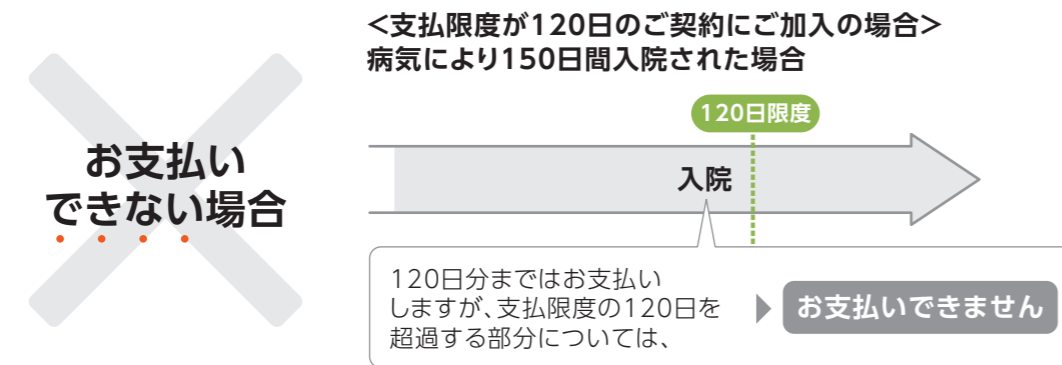 お支払い
できない場合
<支払限度が120日のご契約にご加入の場合>
病気により150日間入院された場合
120日限度
入院
120日分まではお支払い
しますが、支払限度の120日を
超過する部分については、
お支払いできません